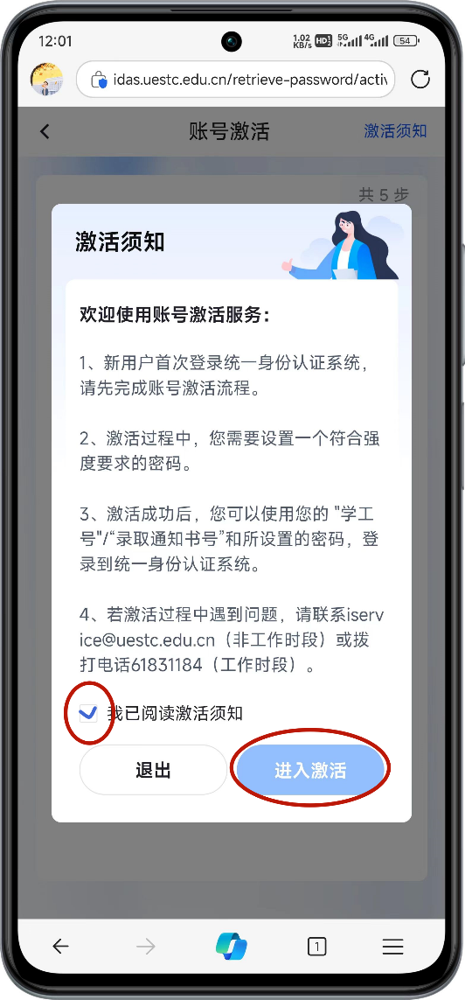 12:01
1.02 KB/s HD 5G 4G 54
idas.uestc.edu.cn/retrieve-password/activ
账号激活
激活须知
共 5 步
激活须知
欢迎使用账号激活服务：
1、新用户首次登录统一身份认证系统，
请先完成账号激活流程。
2、激活过程中，您需要设置一个符合强
度要求的密码。
3、激活成功后，您可以使用您的 "学工
号"/“录取通知书号”和所设置的密码，登
录到统一身份认证系统。
4、若激活过程中遇到问题，请联系iserv
ice@uestc.edu.cn（非工作时段）或拨
打电话61831184（工作时段）。
我已阅读激活须知
退出
进入激活
1